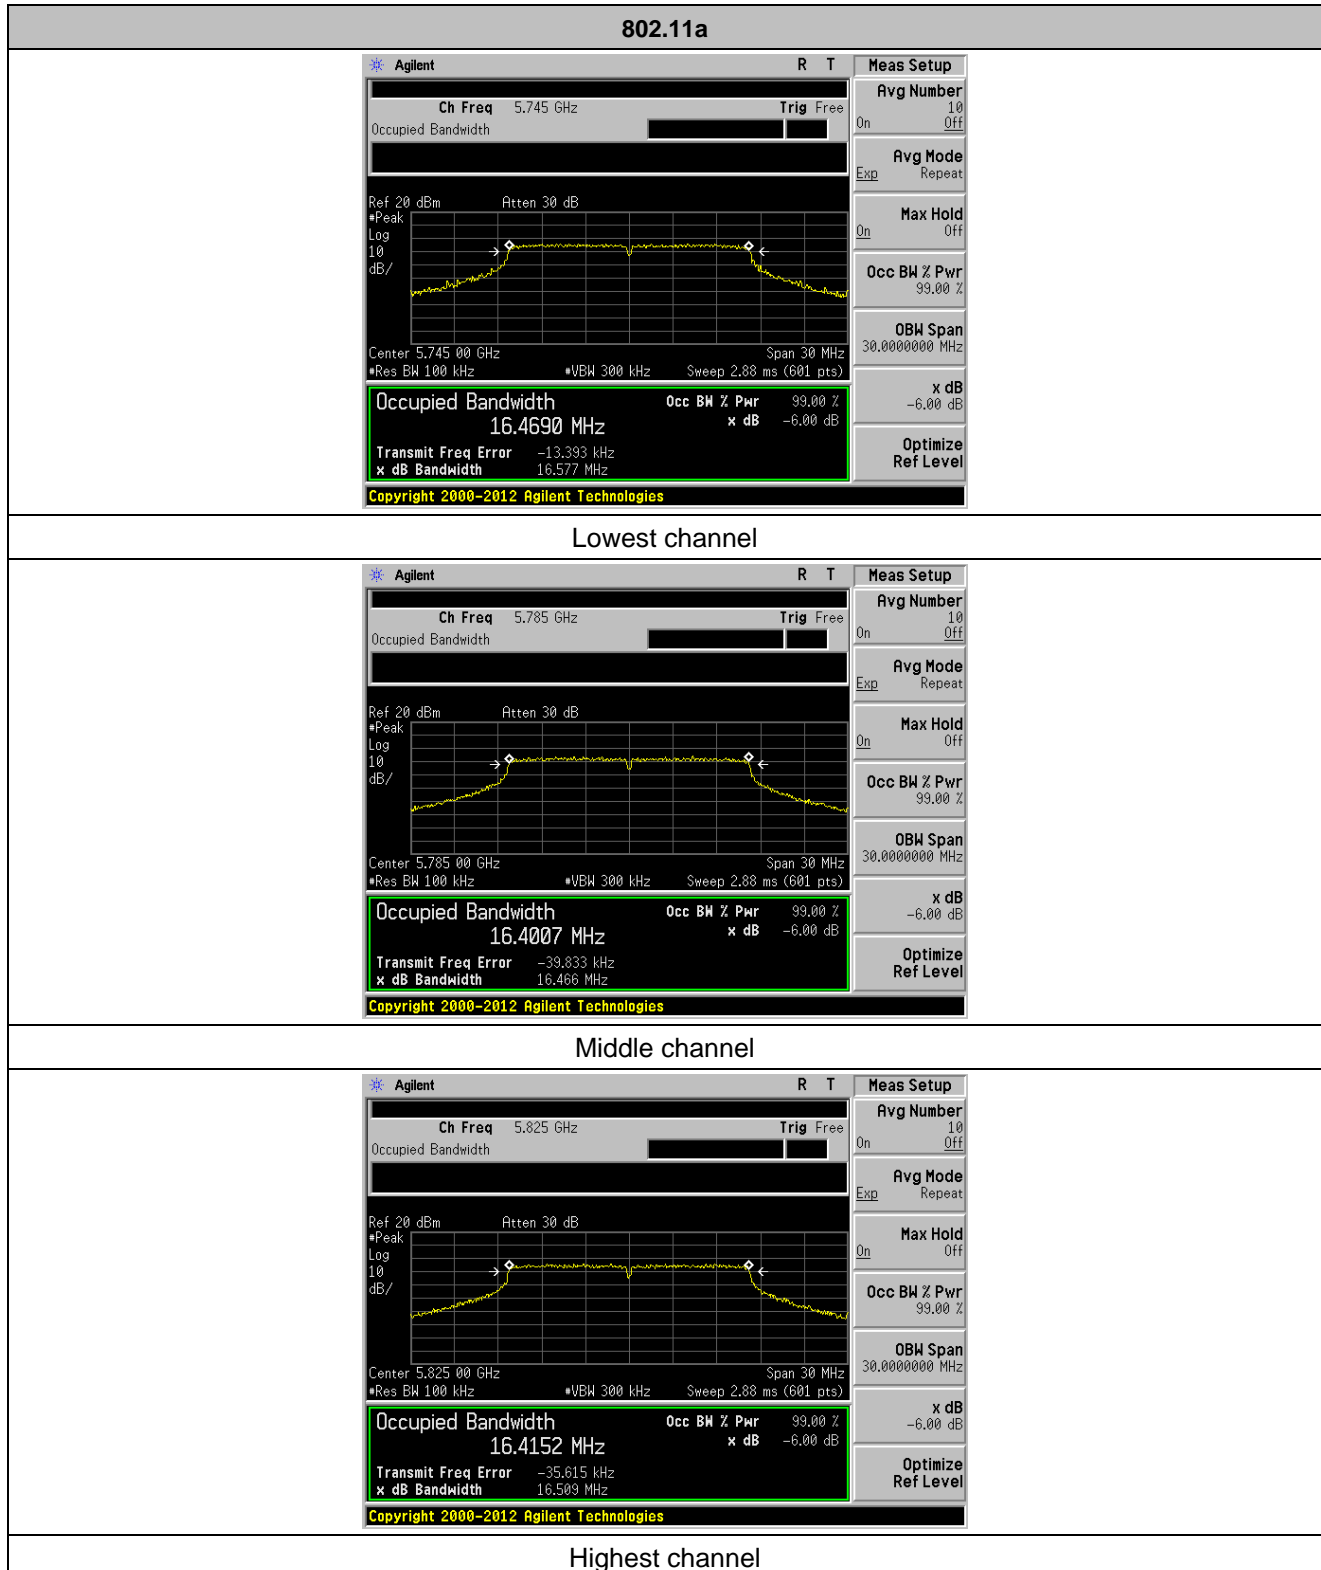 802.11a
Agilent R T Meas Setup
Ch Freq 5.745 GHz Trig Free
Occupied Bandwidth
Avg Number
10
On Off
Avg Mode
Exp Repeat
Max Hold
On Off
Occ BW % Pwr
99.00 %
OBW Span
30.0000000 MHz
x dB
-6.00 dB
Optimize
Ref Level
Ref 20 dBm Atten 30 dB
#Peak
Log
10
dB/
Center 5.745 00 GHz Span 30 MHz
#Res BW 100 kHz #VBW 300 kHz Sweep 2.88 ms (601 pts)
Occupied Bandwidth Occ BW % Pwr 99.00 %
16.4690 MHz x dB -6.00 dB
Transmit Freq Error -13.393 kHz
x dB Bandwidth 16.577 MHz
Copyright 2000-2012 Agilent Technologies
Lowest channel
Agilent R T Meas Setup
Ch Freq 5.785 GHz Trig Free
Occupied Bandwidth
Avg Number
10
On Off
Avg Mode
Exp Repeat
Max Hold
On Off
Occ BW % Pwr
99.00 %
OBW Span
30.0000000 MHz
x dB
-6.00 dB
Optimize
Ref Level
Ref 20 dBm Atten 30 dB
#Peak
Log
10
dB/
Center 5.785 00 GHz Span 30 MHz
#Res BW 100 kHz #VBW 300 kHz Sweep 2.88 ms (601 pts)
Occupied Bandwidth Occ BW % Pwr 99.00 %
16.4007 MHz x dB -6.00 dB
Transmit Freq Error -39.833 kHz
x dB Bandwidth 16.466 MHz
Copyright 2000-2012 Agilent Technologies
Middle channel
Agilent R T Meas Setup
Ch Freq 5.825 GHz Trig Free
Occupied Bandwidth
Avg Number
10
On Off
Avg Mode
Exp Repeat
Max Hold
On Off
Occ BW % Pwr
99.00 %
OBW Span
30.0000000 MHz
x dB
-6.00 dB
Optimize
Ref Level
Ref 20 dBm Atten 30 dB
#Peak
Log
10
dB/
Center 5.825 00 GHz Span 30 MHz
#Res BW 100 kHz #VBW 300 kHz Sweep 2.88 ms (601 pts)
Occupied Bandwidth Occ BW % Pwr 99.00 %
16.4152 MHz x dB -6.00 dB
Transmit Freq Error -35.615 kHz
x dB Bandwidth 16.509 MHz
Copyright 2000-2012 Agilent Technologies
Highest channel